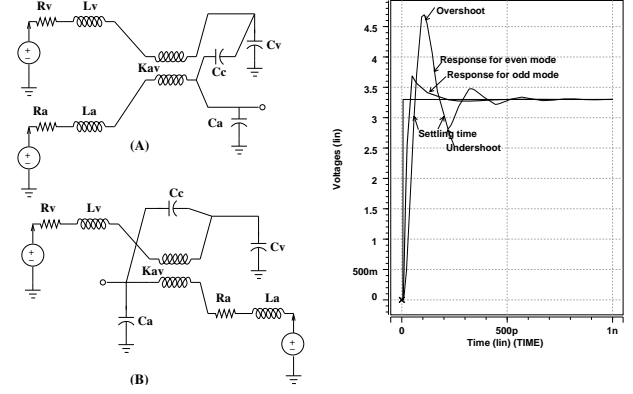 Rv
Lv
Cv
Cc
Kav
Ra
La
Ca
(A)
Cc
Rv
Lv
Cv
Kav
Ra
La
Ca
(B)
Voltages (lin)
4.5
4
3.5
3
2.5
2
1.5
1
500m
0
Overshoot
Response for even mode
Response for odd mode
Settling time
Undershoot
0
500p
1n
Time (lin) (TIME)